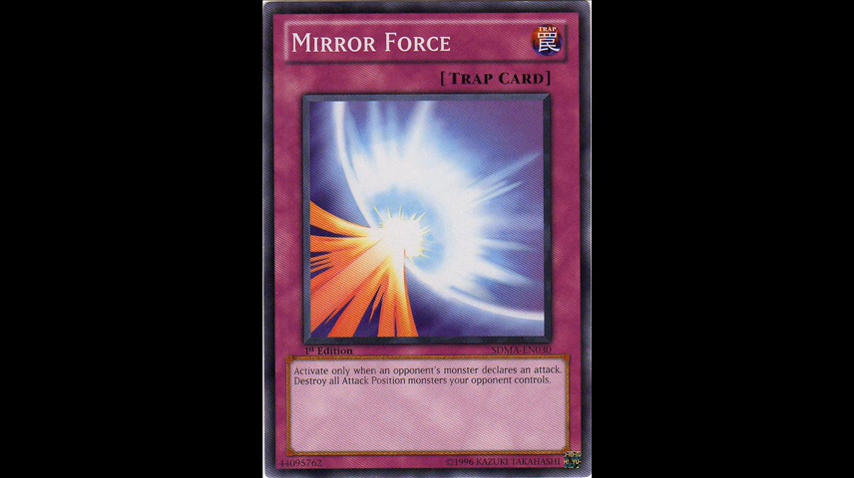 MIRROR FORCE
TRAP
罠
[TRAP CARD]
1st Edition
SDMA-EN030
Activate only when an opponent's monster declares an attack.
Destroy all Attack Position monsters your opponent controls.
44095762
©1996 KAZUKI TAKAHASHI